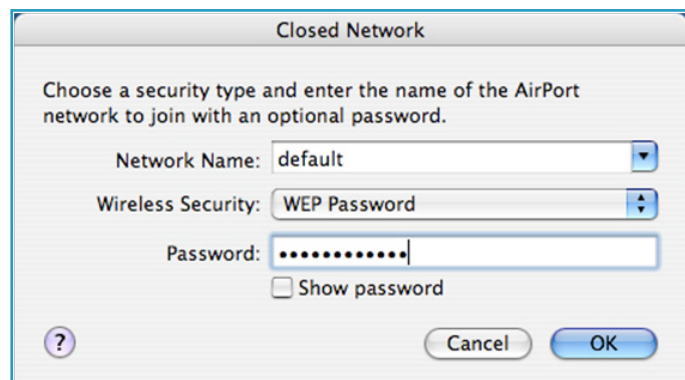 Closed Network
Choose a security type and enter the name of the AirPort
network to join with an optional password.
Network Name: default
Wireless Security: WEP Password
Password: ••••••••••••
Show password
? Cancel OK